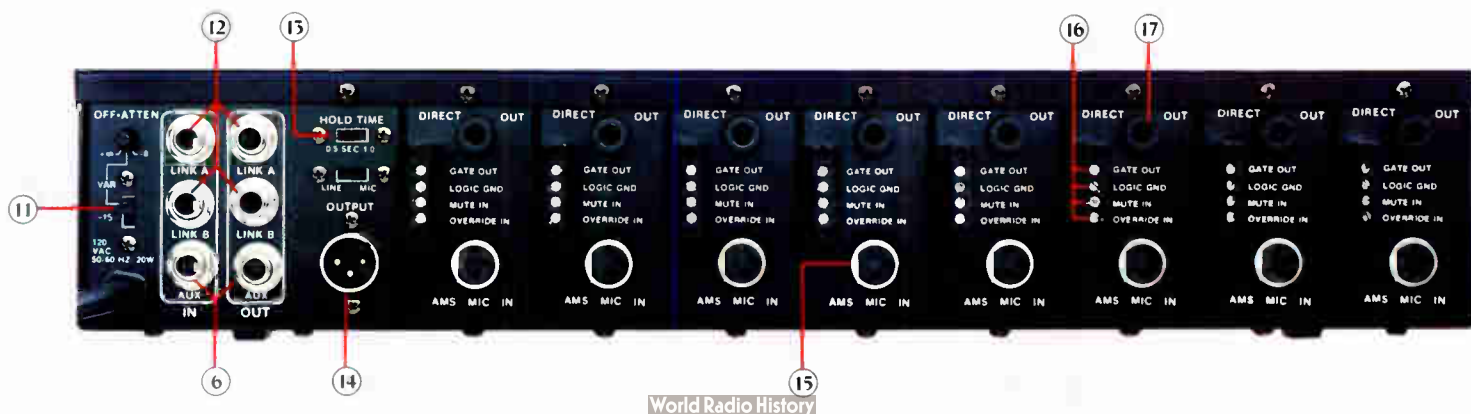 12 13 16 17
OFF-ATTEN
VAR
-15
120
VAC
50-60 HZ 20W
11
LINK A LINK A
LINK B LINK B
AUX AUX
IN OUT
6
HOLD TIME
0.5 SEC 1.0
LINE MIC
OUTPUT
14
DIRECT OUT
GATE OUT
LOGIC GND
MUTE IN
OVERRIDE IN
AMS MIC IN
DIRECT OUT
GATE OUT
LOGIC GND
MUTE IN
OVERRIDE IN
AMS MIC IN
DIRECT OUT
GATE OUT
LOGIC GND
MUTE IN
OVERRIDE IN
AMS MIC IN
DIRECT OUT
GATE OUT
LOGIC GND
MUTE IN
OVERRIDE IN
AMS MIC IN
15
DIRECT OUT
GATE OUT
LOGIC GND
MUTE IN
OVERRIDE IN
AMS MIC IN
DIRECT OUT
GATE OUT
LOGIC GND
MUTE IN
OVERRIDE IN
AMS MIC IN
DIRECT OUT
GATE OUT
LOGIC GND
MUTE IN
OVERRIDE IN
AMS MIC IN
DIRECT OUT
GATE OUT
LOGIC GND
MUTE IN
OVERRIDE IN
AMS MIC IN
World Radio History